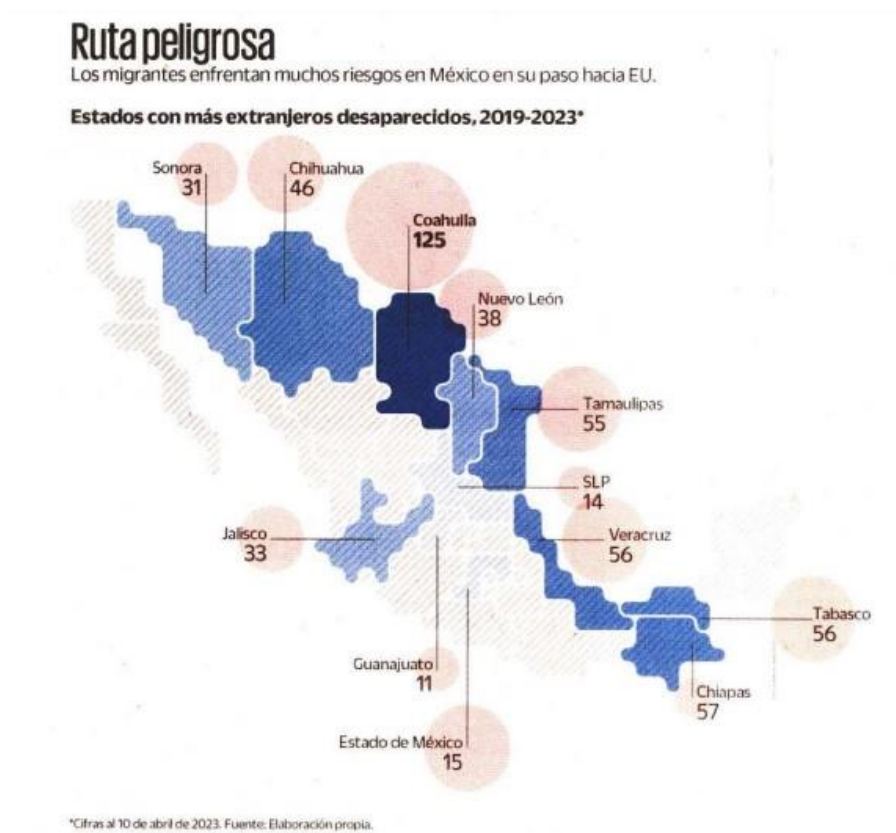 Ruta peligrosa
Los migrantes enfrentan muchos riesgos en México en su paso hacia EU.
Estados con más extranjeros desaparecidos, 2019-2023*
Sonora
31
Chihuahua
46
Coahulla
125
Nuevo León
38
Tamaulipas
55
SLP
14
Jalisco
33
Veracruz
56
Tabasco
56
Guanajuato
11
Chiapas
57
Estado de México
15
*Cifras al 10 de abril de 2023. Fuente: Elaboración propia.